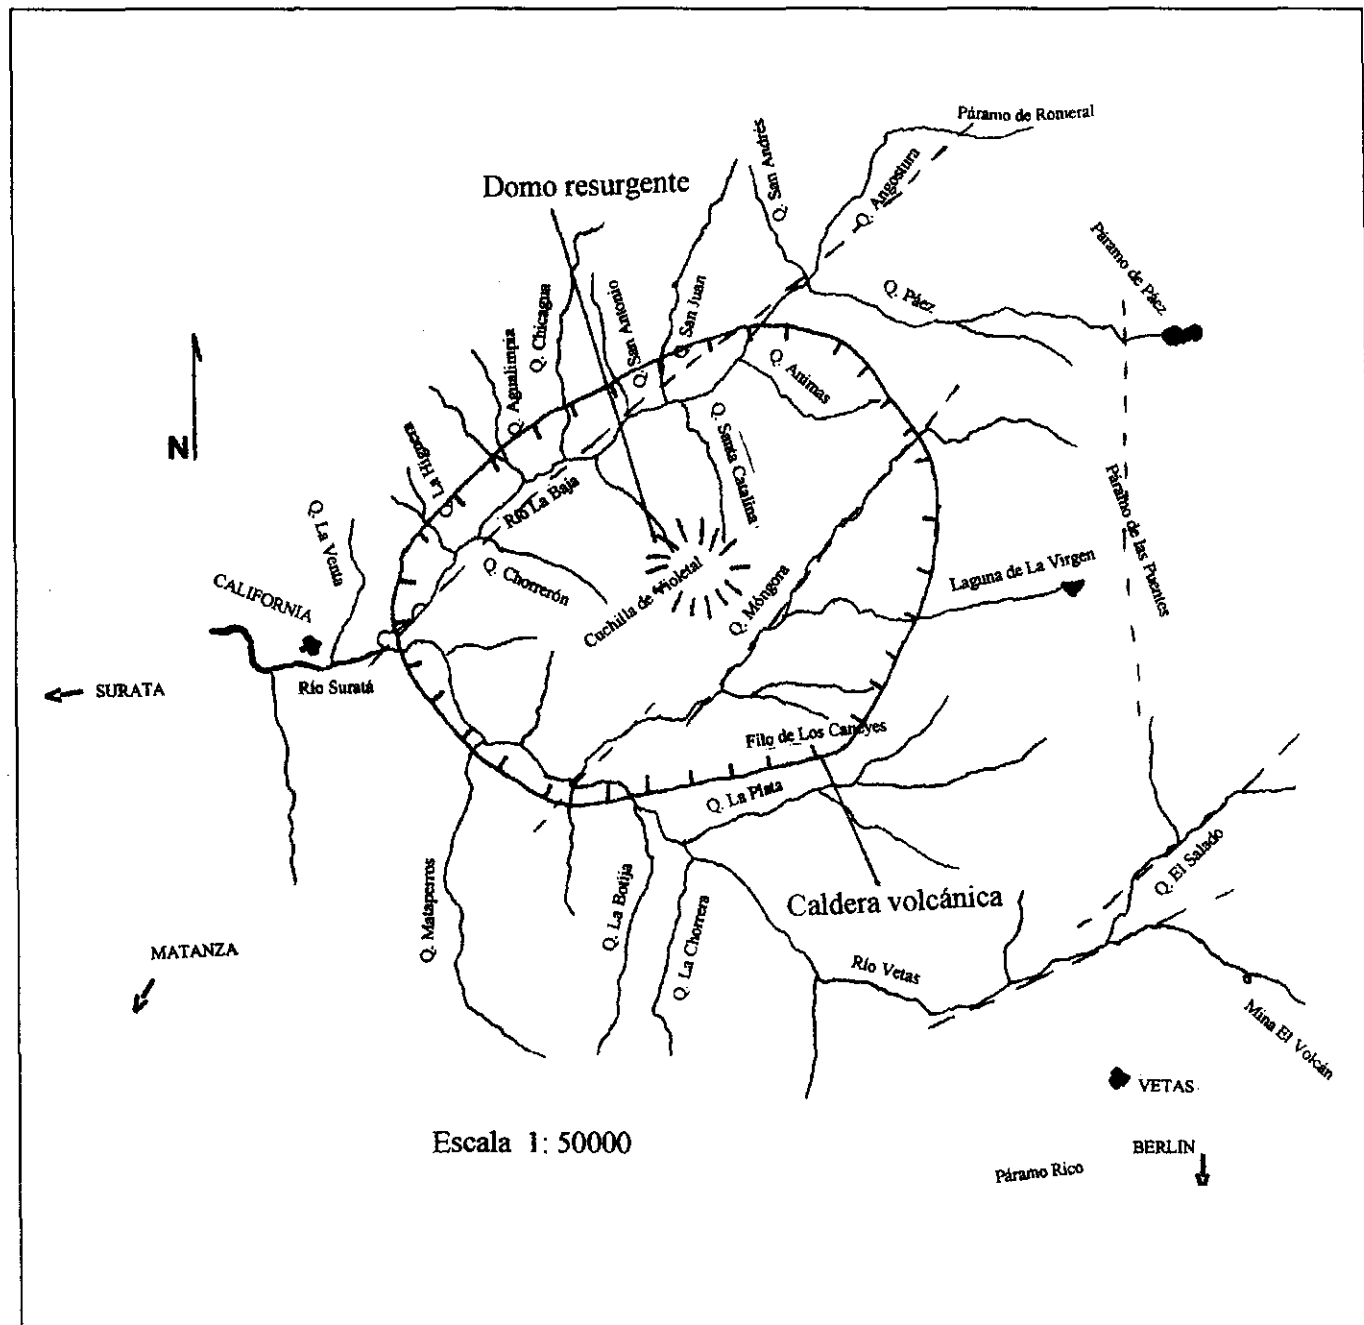 Páramo de Romeral
Q. San Andrés
Q. Angostura
Domo resurgente
Páramo de Páez
Q. Páez
Q. San Juan
Q. San Antonio
Q. Chicagua
Q. Agualimpia
Q. Animas
N
La Higuera
Q. Santa Catalina
Río La Baja
Q. La Venta
Páramo de las Puentes
Q. Chorrerón
CALIFORNIA
Cuchilla de Violetal
Q. Móngora
Laguna de La Virgen
SURATA
Río Suratá
Filo de Los Caneyes
Q. La Plata
Q. El Salado
Caldera volcánica
Q. Mataperros
Q. La Botija
Q. La Chorrera
MATANZA
Río Vetas
Mina El Volcán
VETAS
Escala 1: 50000
BERLIN
Páramo Rico